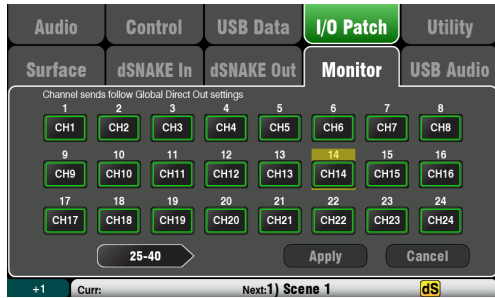 Audio Control USB Data I/O Patch Utility
Surface dSNAKE In dSNAKE Out Monitor USB Audio
Channel sends follow Global Direct Out settings
1 2 3 4 5 6 7 8
CH1 CH2 CH3 CH4 CH5 CH6 CH7 CH8
9 10 11 12 13 14 15 16
CH9 CH10 CH11 CH12 CH13 CH14 CH15 CH16
17 18 19 20 21 22 23 24
CH17 CH18 CH19 CH20 CH21 CH22 CH23 CH24
25-40 Apply Cancel
+1 Curr: Next:1) Scene 1 dS